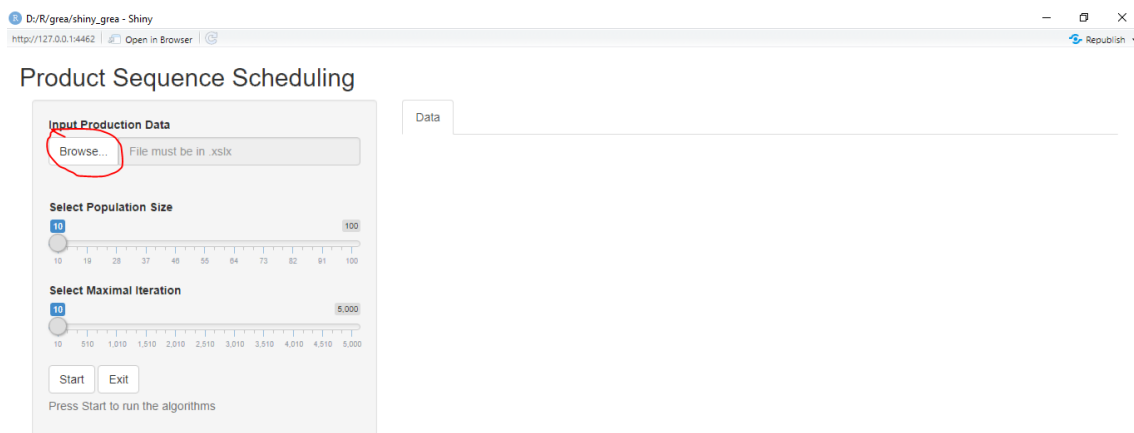 D:/R/grea/shiny_grea - Shiny
http://127.0.0.1:4462 Open in Browser Republish
Product Sequence Scheduling
Input Production Data
Browse... File must be in .xslx
Data
Select Population Size
10 100
10 19 28 37 46 55 64 73 82 91 100
Select Maximal Iteration
10 5,000
10 510 1,010 1,510 2,010 2,510 3,010 3,510 4,010 4,510 5,000
Start Exit
Press Start to run the algorithms